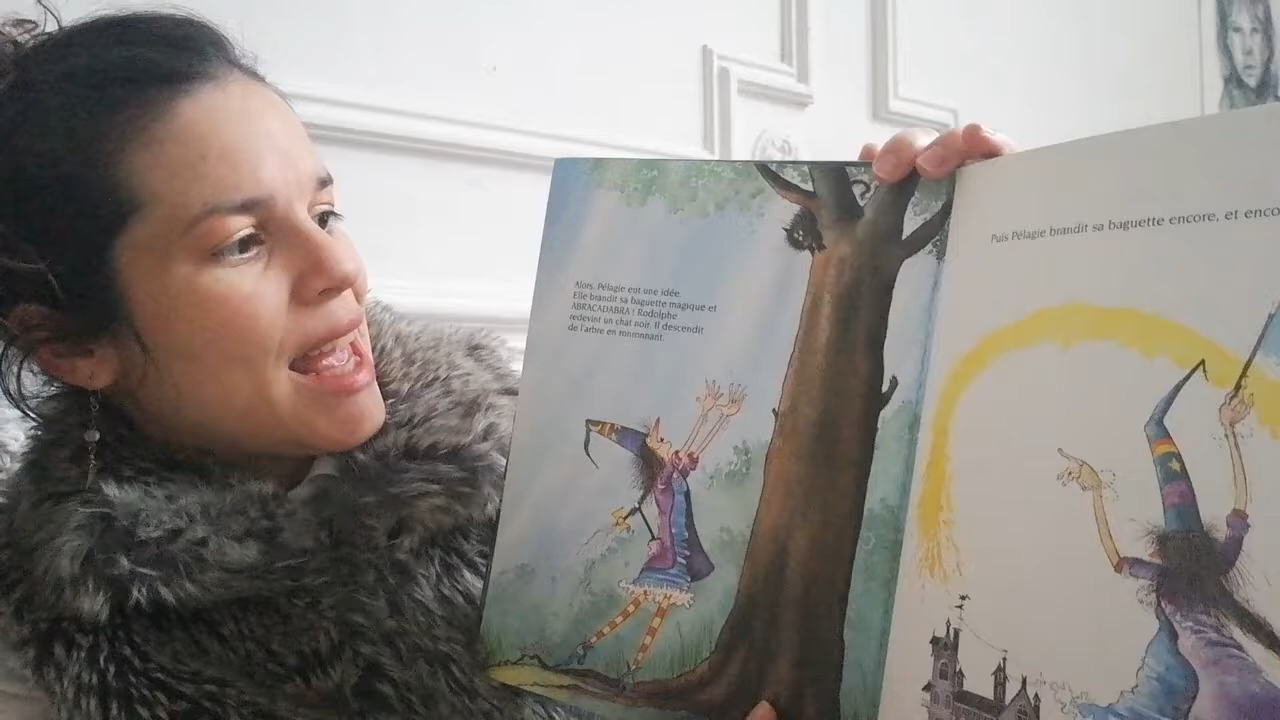 Alors, Pélagie eut une idée.
Elle brandit sa baguette magique et
ABRACADABRA ! Rodolphe
redevint un chat noir. Il descendit
de l'arbre en ronronnant.
Puis Pélagie brandit sa baguette encore, et enco